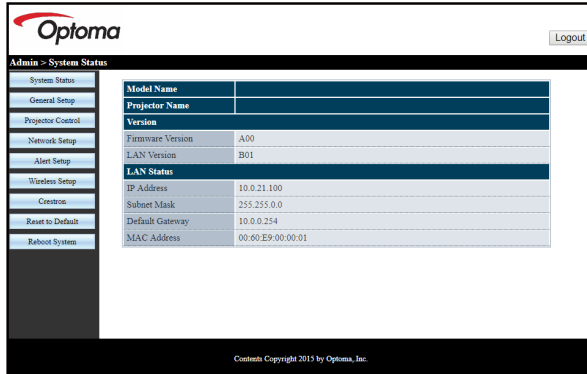 Optoma
Logout
Admin > System Status
System Status
General Setup
Projector Control
Network Setup
Alert Setup
Wireless Setup
Crestron
Reset to Default
Reboot System
Model Name
Projector Name
Version
Firmware Version A00
LAN Version B01
LAN Status
IP Address 10.0.21.100
Subnet Mask 255.255.0.0
Default Gateway 10.0.0.254
MAC Address 00:60:E9:00:00:01
Contents Copyright 2015 by Optoma, Inc.